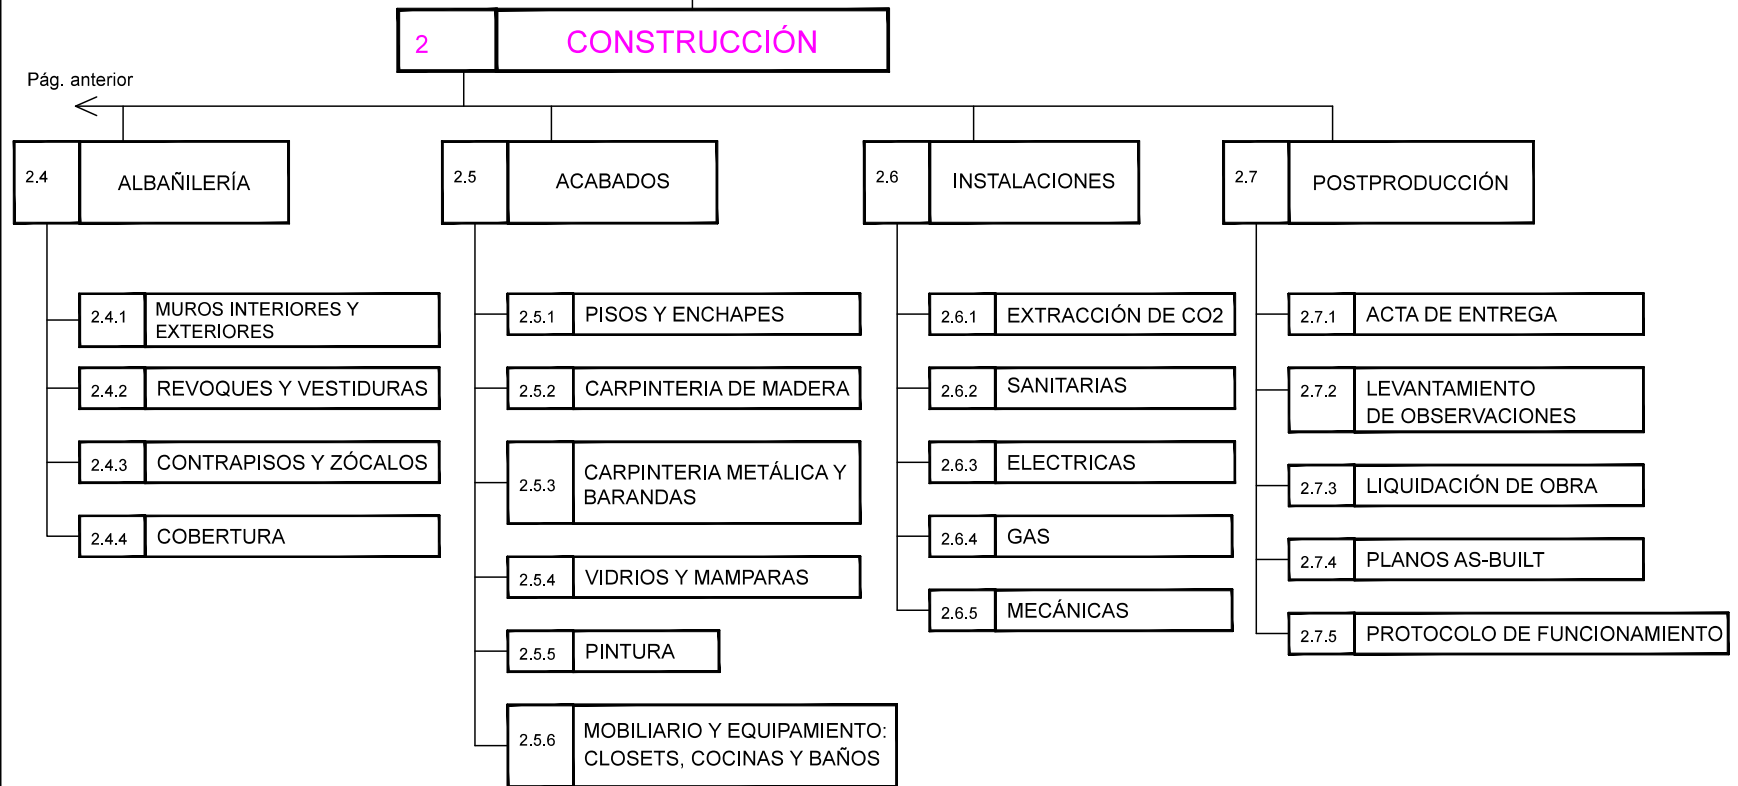 2 CONSTRUCCIÓN
Pág. anterior
2.4 ALBAÑILERÍA
2.4.1 MUROS INTERIORES Y
EXTERIORES
2.4.2 REVOQUES Y VESTIDURAS
2.4.3 CONTRAPISOS Y ZÓCALOS
2.4.4 COBERTURA
2.5 ACABADOS
2.5.1 PISOS Y ENCHAPES
2.5.2 CARPINTERIA DE MADERA
2.5.3 CARPINTERIA METÁLICA Y
BARANDAS
2.5.4 VIDRIOS Y MAMPARAS
2.5.5 PINTURA
2.5.6 MOBILIARIO Y EQUIPAMIENTO:
CLOSETS, COCINAS Y BAÑOS
2.6 INSTALACIONES
2.6.1 EXTRACCIÓN DE CO2
2.6.2 SANITARIAS
2.6.3 ELECTRICAS
2.6.4 GAS
2.6.5 MECÁNICAS
2.7 POSTPRODUCCIÓN
2.7.1 ACTA DE ENTREGA
2.7.2 LEVANTAMIENTO
DE OBSERVACIONES
2.7.3 LIQUIDACIÓN DE OBRA
2.7.4 PLANOS AS-BUILT
2.7.5 PROTOCOLO DE FUNCIONAMIENTO